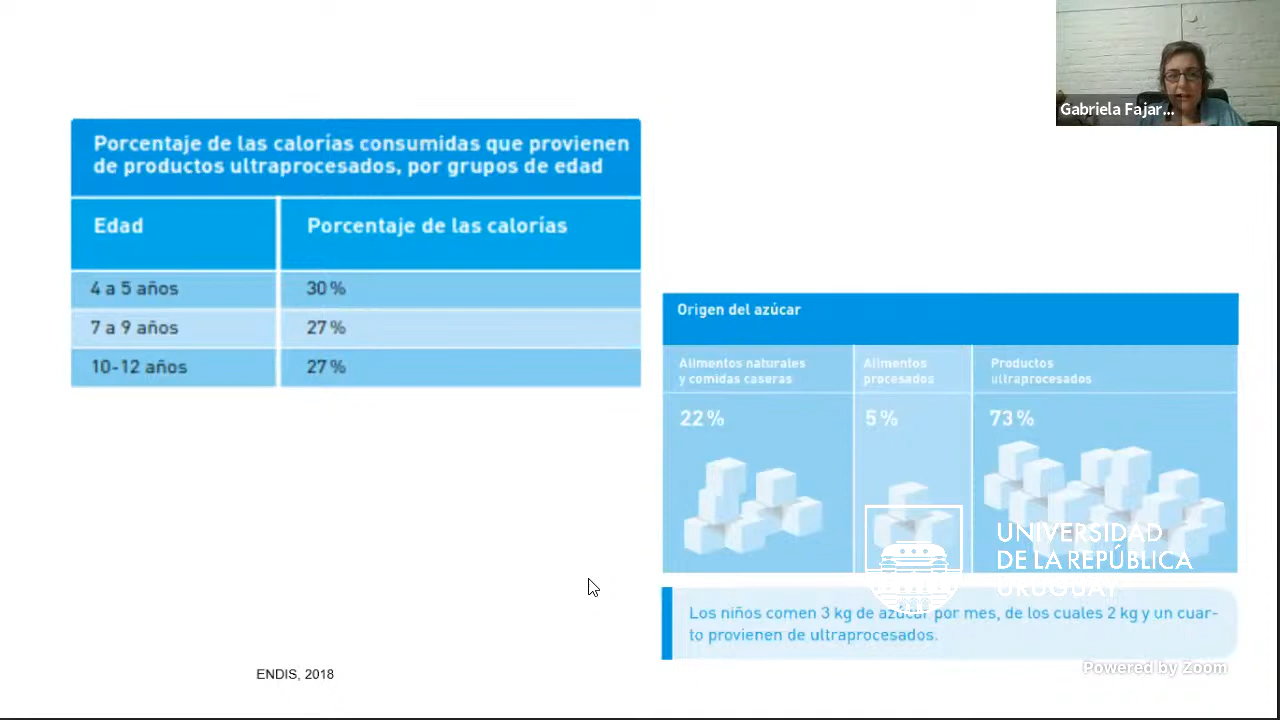 Gabriela Fajar...
Porcentaje de las calorías consumidas que provienen
de productos ultraprocesados, por grupos de edad
Edad
Porcentaje de las calorías
4 a 5 años
30%
7 a 9 años
27%
10-12 años
27%
Origen del azúcar
Alimentos naturales
y comidas caseras
Alimentos
procesados
Productos
ultraprocesados
22%
5%
73%
UNIVERSIDAD
DE LA REPÚBLICA
URUGUAY
Los niños comen 3 kg de azúcar por mes, de los cuales 2 kg y un cuar-
to provienen de ultraprocesados.
ENDIS, 2018
Powered by Zoom